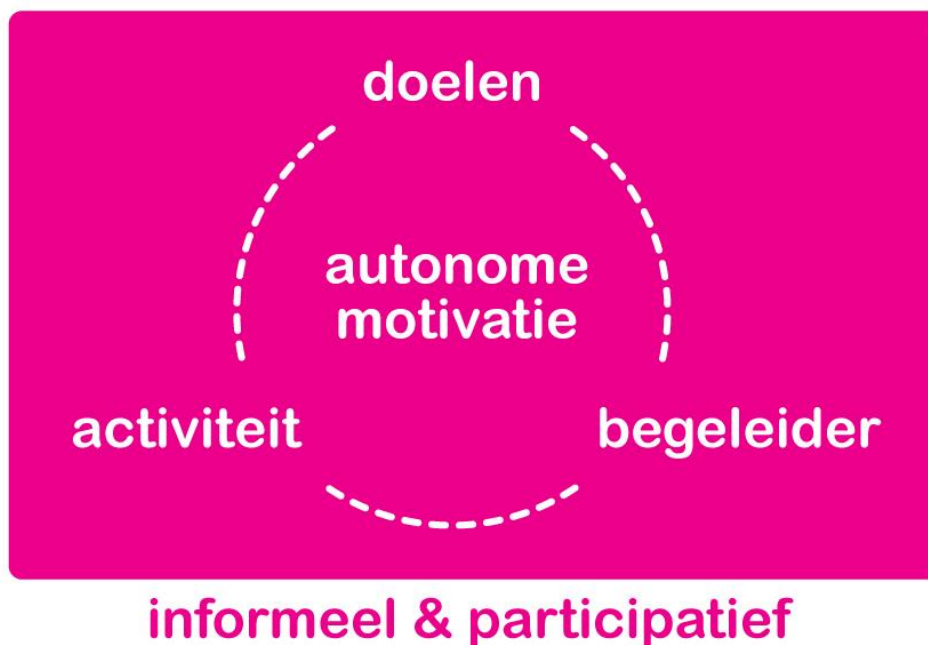 doelen
autonome
motivatie
activiteit
begeleider
informeel & participatief